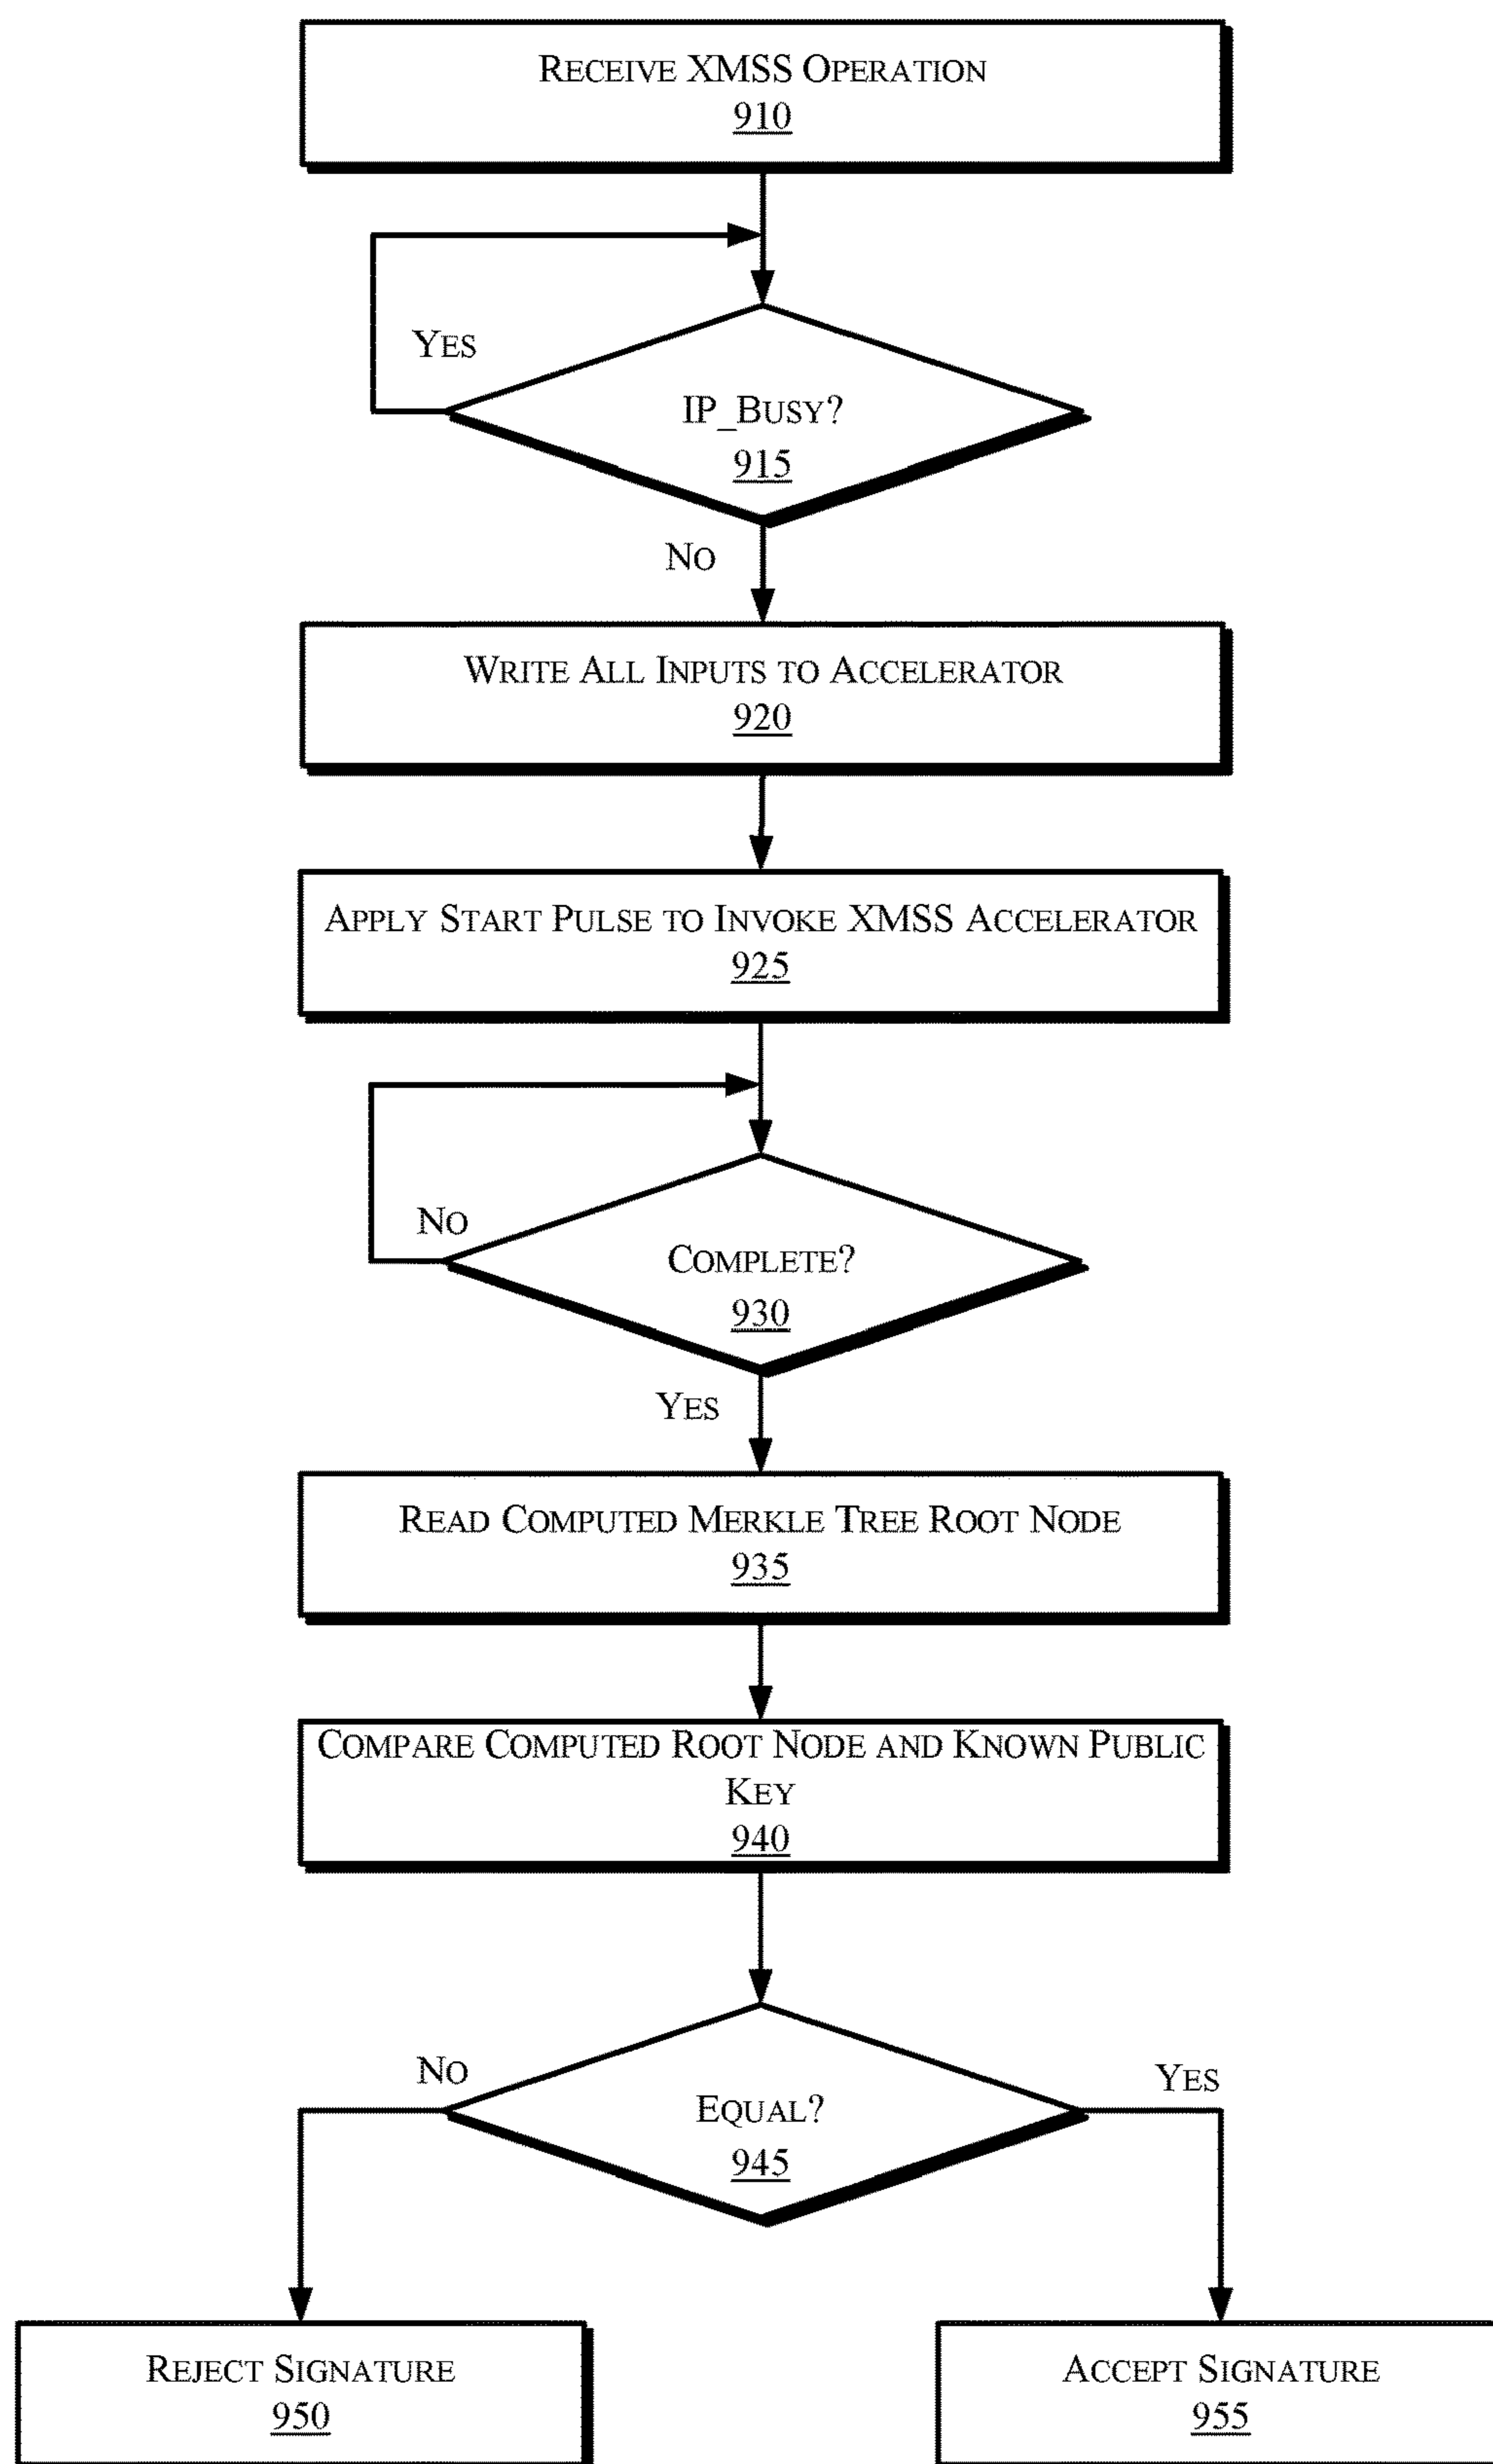 RECEIVE XMSS OPERATION
910
YES
IP_BUSY?
915
NO
WRITE ALL INPUTS TO ACCELERATOR
920
APPLY START PULSE TO INVOKE XMSS ACCELERATOR
925
NO
COMPLETE?
930
YES
READ COMPUTED MERKLE TREE ROOT NODE
935
COMPARE COMPUTED ROOT NODE AND KNOWN PUBLIC
KEY
940
NO
YES
EQUAL?
945
REJECT SIGNATURE
950
ACCEPT SIGNATURE
955